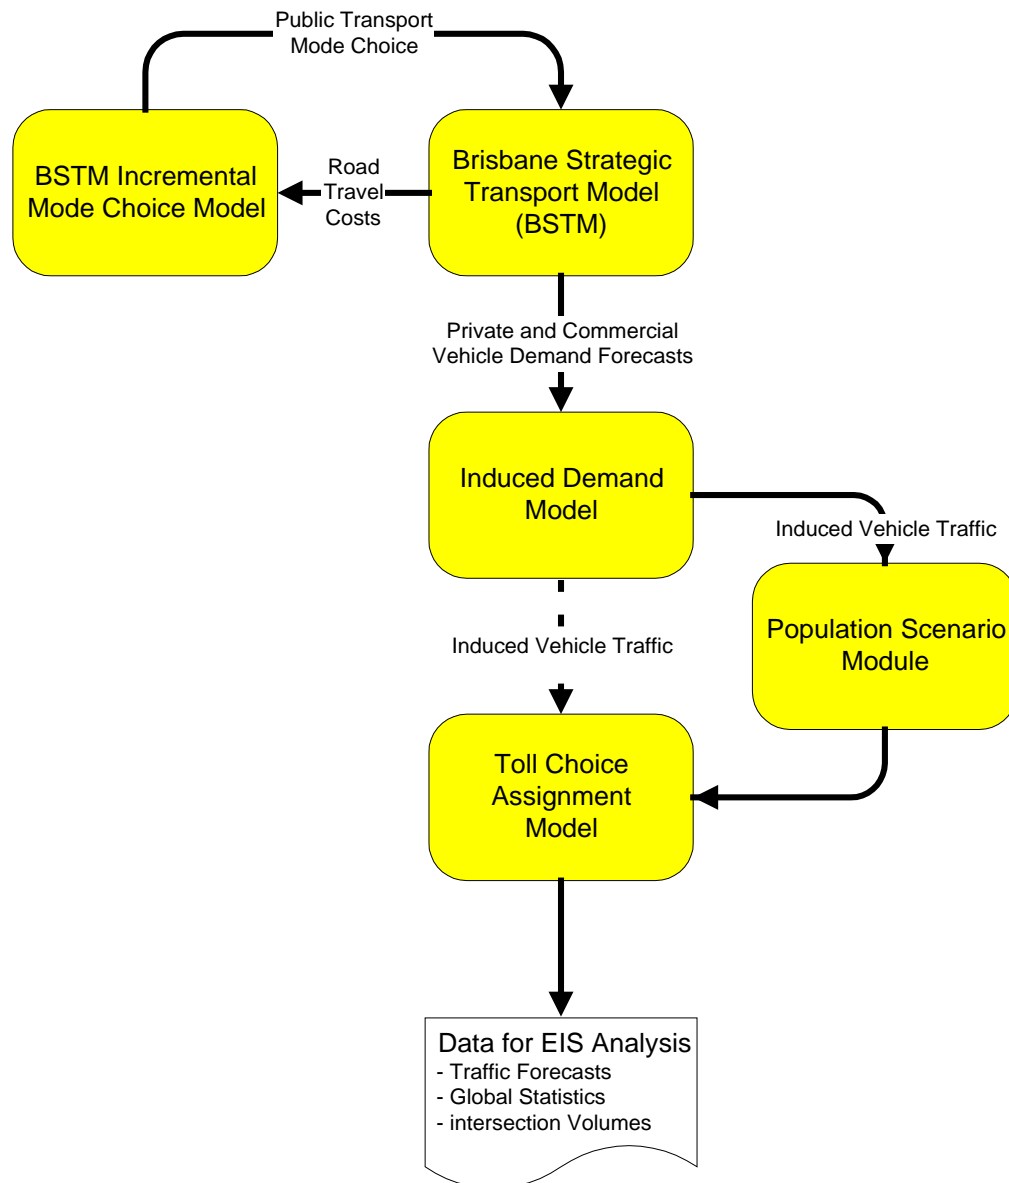 Public Transport
Mode Choice
BSTM Incremental
Mode Choice Model
Road
Travel
Costs
Brisbane Strategic
Transport Model
(BSTM)
Private and Commercial
Vehicle Demand Forecasts
Induced Demand
Model
Induced Vehicle Traffic
Induced Vehicle Traffic
Population Scenario
Module
Toll Choice
Assignment
Model
Data for EIS Analysis
- Traffic Forecasts
- Global Statistics
- intersection Volumes